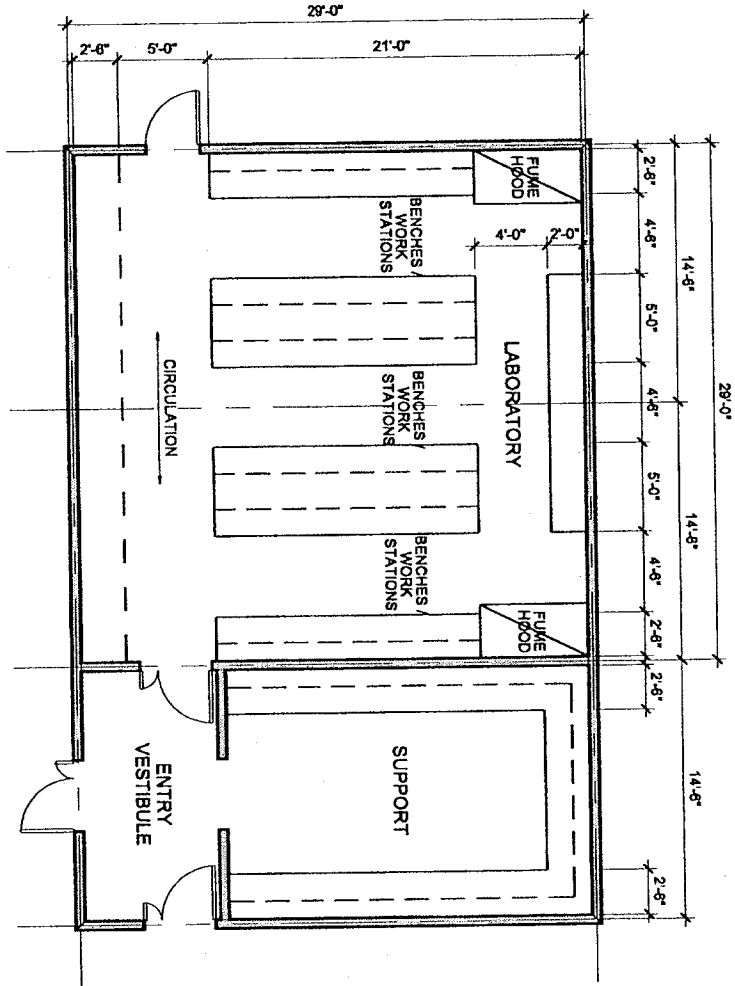 29'-0"
14'-6"
14'-6"
14'-6"
2'-6"
4'-6"
5'-0"
4'-6"
5'-0"
4'-6"
2'-6"
2'-6"
2'-6"
29'-0"
21'-0"
5'-0"
2'-6"
FUME
HOOD
2'-0"
4'-0"
FUME
HOOD
LABORATORY
BENCHES /
WORK
STATIONS
BENCHES /
WORK
STATIONS
BENCHES /
WORK
STATIONS
SUPPORT
CIRCULATION
ENTRY
VESTIBULE